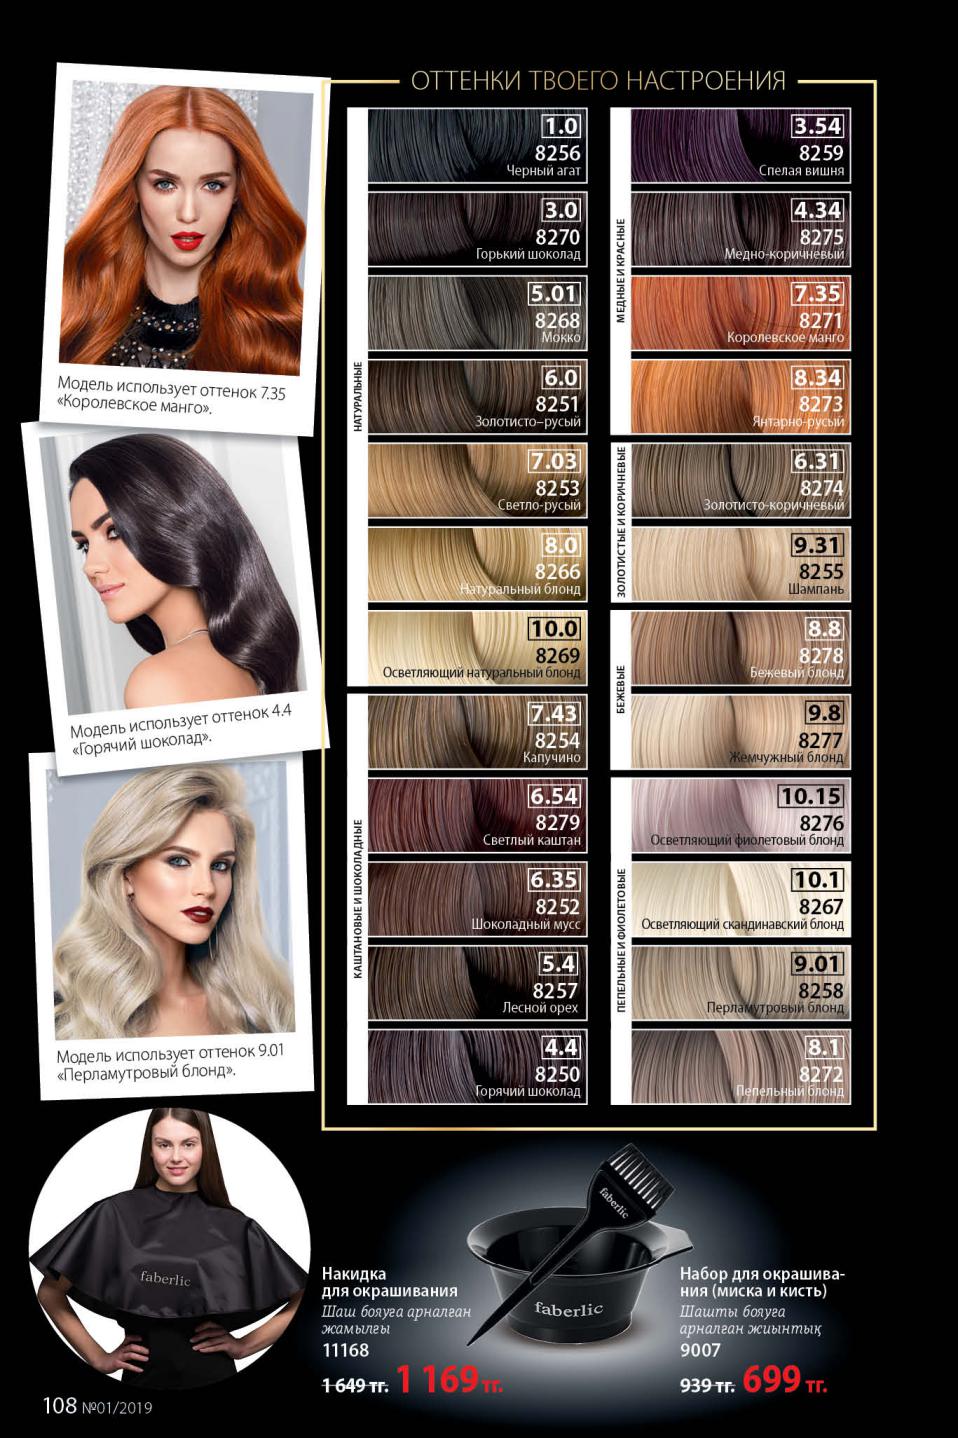 ОТТЕНКИ ТВОЕГО НАСТРОЕНИЯ
Модель использует оттенок 7.35
«Королевское манго».
Модель использует оттенок 4.4
«Горячий шоколад».
Модель использует оттенок 9.01
«Перламутровый блонд».
НАТУРАЛЬНЫЕ
1.0
8256
Черный агат
3.0
8270
Горький шоколад
5.01
8268
Мокко
6.0
8251
Золотисто–русый
7.03
8253
Светло-русый
8.0
8266
Натуральный блонд
10.0
8269
Осветляющий натуральный блонд
КАШТАНОВЫЕ И ШОКОЛАДНЫЕ
7.43
8254
Капучино
6.54
8279
Светлый каштан
6.35
8252
Шоколадный мусс
5.4
8257
Лесной орех
4.4
8250
Горячий шоколад
МЕДНЫЕ И КРАСНЫЕ
3.54
8259
Спелая вишня
4.34
8275
Медно-коричневый
7.35
8271
Королевское манго
8.34
8273
Янтарно-русый
ЗОЛОТИСТЫЕ И КОРИЧНЕВЫЕ
6.31
8274
Золотисто-коричневый
9.31
8255
Шампань
БЕЖЕВЫЕ
8.8
8278
Бежевый блонд
9.8
8277
Жемчужный блонд
ПЕПЕЛЬНЫЕ И ФИОЛЕТОВЫЕ
10.15
8276
Осветляющий фиолетовый блонд
10.1
8267
Осветляющий скандинавский блонд
9.01
8258
Перламутровый блонд
8.1
8272
Пепельный блонд
faberlic
Накидка
для окрашивания
Шаш бояуға арналған
жамылғы
11168
1 649 тг. 1 169 тг.
faberlic
faberlic
Набор для окрашива-
ния (миска и кисть)
Шашты бояуға
арналған жиынтық
9007
939 тг. 699 тг.
108 №01/2019